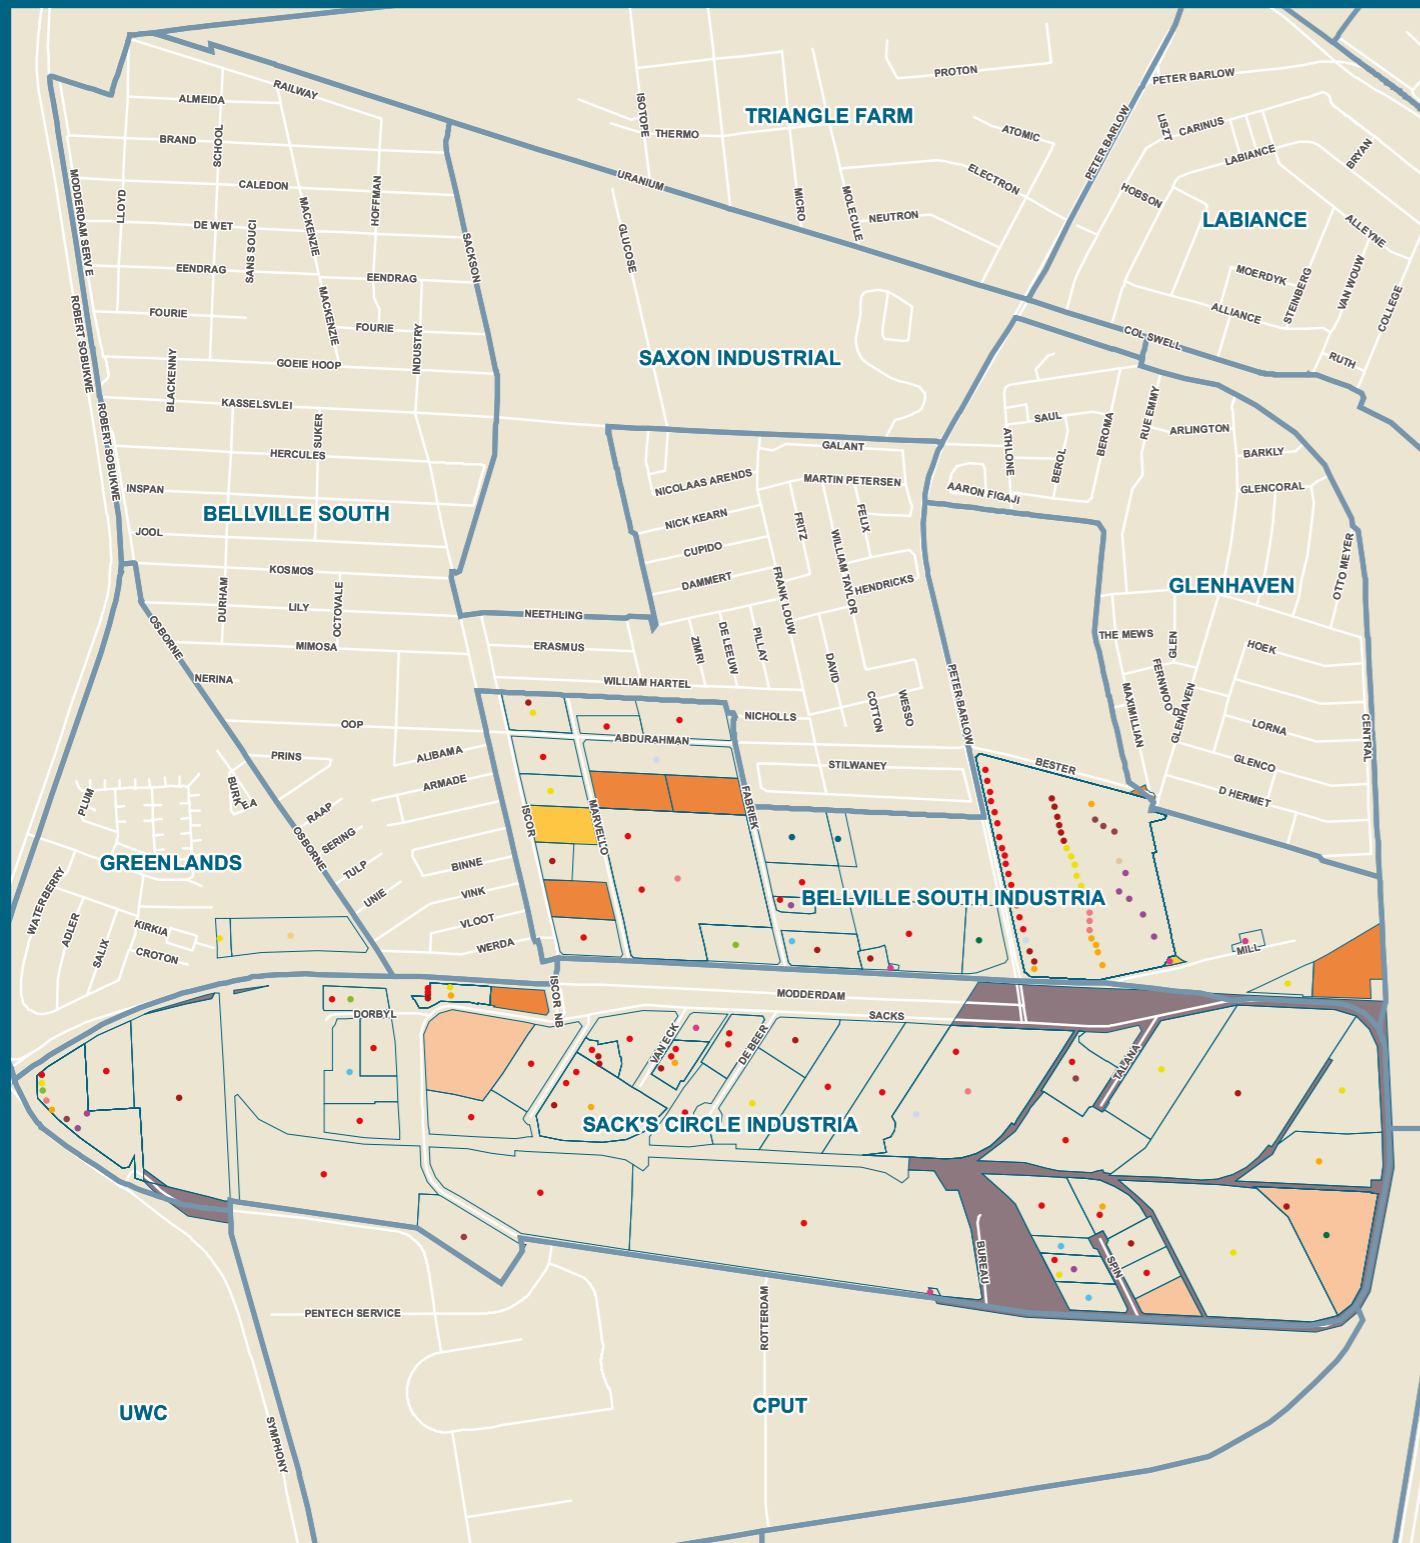 RAILWAY
ALMEIDA
BRAND
SCHOOL
CALEDON
LLOYD
MODDERDAM SERV E
DE WET
SANS SOUCI
MACKENZIE
HOFFMAN
EENDRAG
EENDRAG
SACKSON
FOURIE
MACKENZIE
FOURIE
INDUSTRY
ROBERT SOBUKWE
BLACKENNY
GOEIE HOOP
KASSELSVLEI
SUKER
HERCULES
ROBERT SOBUKWE
INSPAN
BELLVILLE SOUTH
JOOL
KOSMOS
DURHAM
LILY
OCTOVALE
MIMOSA
OSBORNE
NERINA
OOP
PRINS
ALIBAMA
ARMADE
BURK
EA
PLUM
RAAP
SERING
OSBORNE
TULP
UNIE
BINNE
VINK
VLOOT
WERDA
GREENLANDS
WATERBERRY
ADLER
SALIX
KIRKIA
CROTON
ISOTOPE
THERMO
TRIANGLE FARM
PROTON
ATOMIC
ELECTRON
URANIUM
MICRO
MOLECULE
NEUTRON
GLUCOSE
PETER BARLOW
PETER BARLOW
LISZT
CARINUS
LABIANCE
BRYAN
HOBSON
LABIANCE
ALLEYNE
MOERDYK
STEINBERG
VAN WOUW
COLLEGE
ALLIANCE
COL SWELL
RUTH
SAXON INDUSTRIAL
GALANT
NICOLAAS ARENDS
MARTIN PETERSEN
NICK KEARN
FRITZ
FELIX
CUPIDO
WILLIAM TAYLOR
DAMMERT
FRANK LOUW
HENDRICKS
NEETHLING
ERASMUS
ZIMRI
DE LEEUW
PILLAY
DAVID
WILLIAM HARTEL
COTTON
WESSO
NICHOLLS
STILWANEY
PETER BARLOW
SAUL
ATHLONE
BEROL
BEROMA
RUE EMMY
ARLINGTON
BARKLY
AARON FIGAJI
GLENCORAL
OTTO MEYER
GLENHAVEN
THE MEWS
GLEN
HOEK
FERNWOO
D
MAXIMILLIAN
GLENHAVEN
LORNA
CENTRAL
GLENCO
D HERMET
BESTER
ABDURAHMAN
ISCOR
MARVELLO
FABRIEK
BELLVILLE SOUTH INDUSTRIA
MILL
ISCOR NB
MODDERDAM
SACKS
DORBYL
VAN ECK
DE BEER
TALANA
SACK'S CIRCLE INDUSTRIA
BUREAU
SPIN
PENTECH SERVICE
ROTTERDAM
UWC
SYMPHONY
CPUT